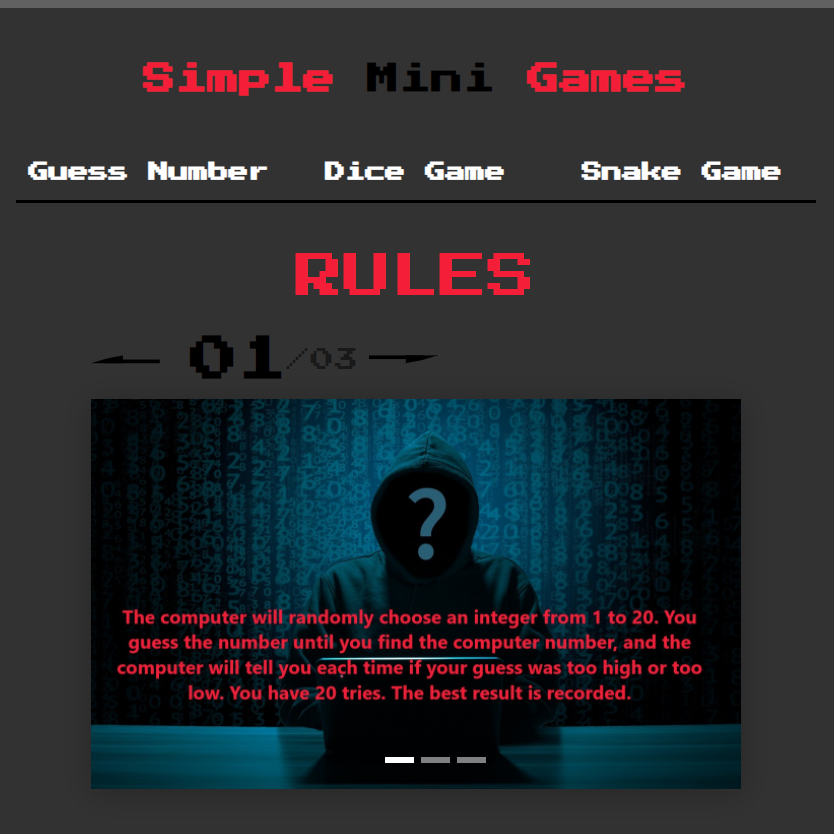 Simple Mini Games
Guess Number Dice Game Snake Game
RULES
01/03
?
The computer will randomly choose an integer from 1 to 20. You
guess the number until you find the computer number, and the
computer will tell you each time if your guess was too high or too
low. You have 20 tries. The best result is recorded.